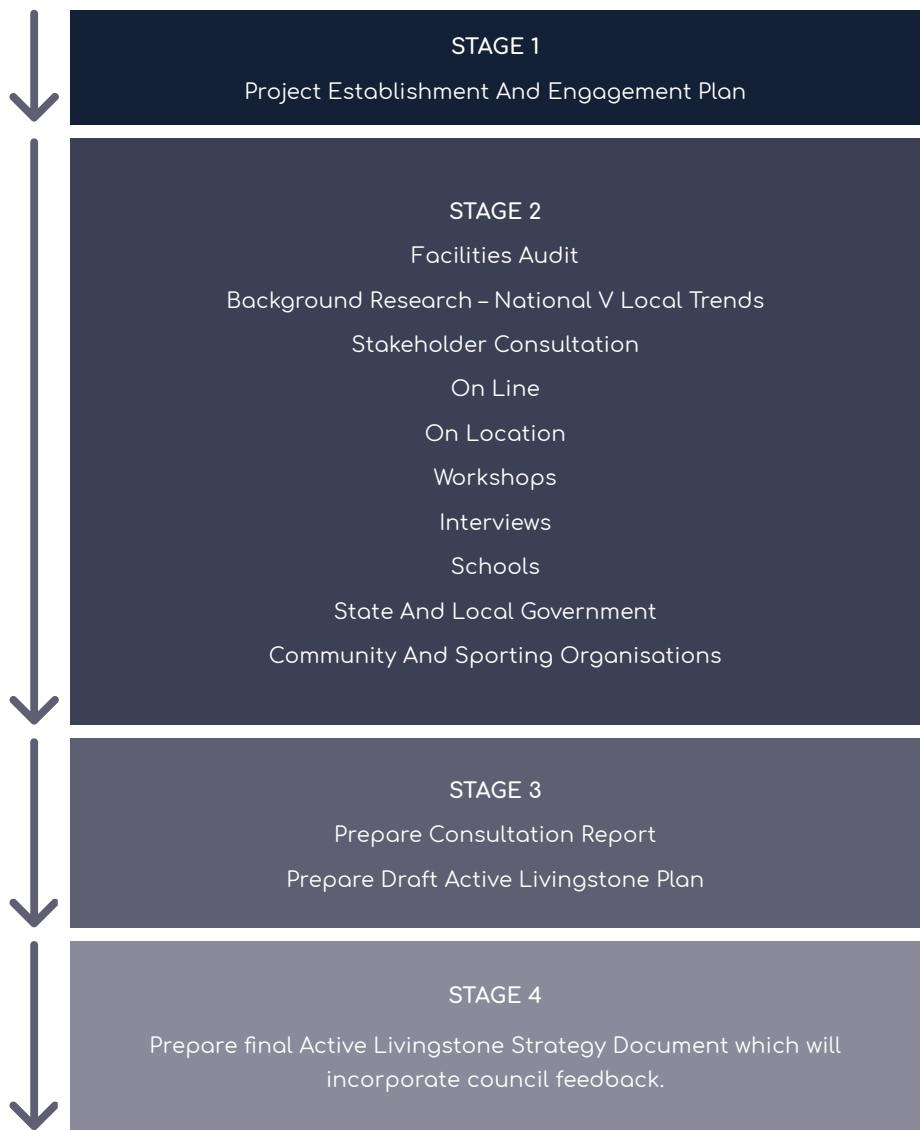 STAGE 1
Project Establishment And Engagement Plan
STAGE 2
Facilities Audit
Background Research – National V Local Trends
Stakeholder Consultation
On Line
On Location
Workshops
Interviews
Schools
State And Local Government
Community And Sporting Organisations
STAGE 3
Prepare Consultation Report
Prepare Draft Active Livingstone Plan
STAGE 4
Prepare final Active Livingstone Strategy Document which will
incorporate council feedback.